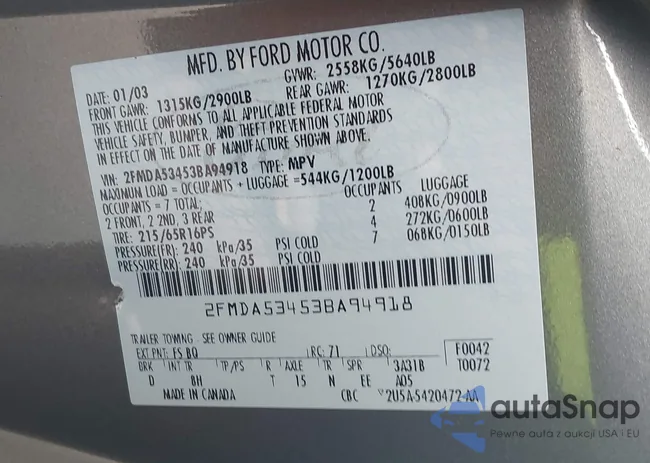 MFD. BY FORD MOTOR CO.
DATE: 01/03 GVWR: 2558KG/5640LB
FRONT GAWR: 1315KG/2900LB REAR GAWR: 1270KG/2800LB
THIS VEHICLE CONFORMS TO ALL APPLICABLE FEDERAL MOTOR
VEHICLE SAFETY, BUMPER, AND THEFT PREVENTION STANDARDS
IN EFFECT ON THE DATE OF MANUFACTURE SHOWN ABOVE.
VIN: 2FMDA53453BA94918 TYPE: MPV
MAXIMUM LOAD = OCCUPANTS + LUGGAGE =544KG/1200LB
OCCUPANTS = 7 TOTAL; OCCUPANTS LUGGAGE
2 FRONT, 2 2ND, 3 REAR 2 408KG/0900LB
TIRE: 215/65R16PS 4 272KG/0600LB
PRESSURE(FR): 240 kPa/35 PSI COLD 7 068KG/0150LB
PRESSURE(RR): 240 kPa/35 PSI COLD
2FMDA53453BA94918
TRAILER TOWING - SEE OWNER GUIDE
EXT PNT: FS BO RC: 71 DSO: F0042
BRK INT TR TP/PS R AXLE TR SPR 3A31B T0072
D 8H T 15 N EE A05
MADE IN CANADA CBC 2U5A-5420472-AA
autaSnap
Pewne auta z aukcji USA i EU